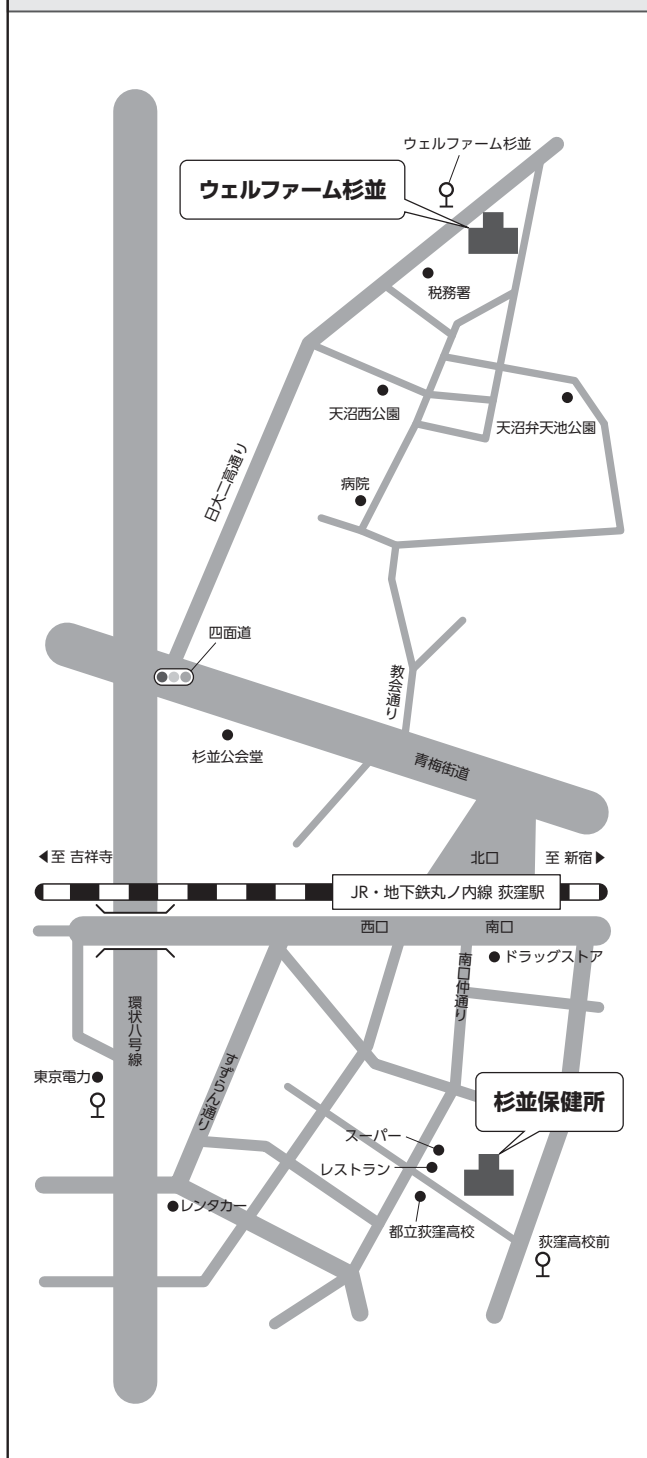 ウェルファーム杉並
ウェルファーム杉並
税務署
天沼西公園
天沼弁天池公園
日大二高通り
病院
四面道
教会通り
杉並公会堂
青梅街道
◀至 吉祥寺
北口
至 新宿▶
JR・地下鉄丸ノ内線 荻窪駅
西口
南口
ドラッグストア
南口仲通り
環状八号線
すずらん通り
東京電力
杉並保健所
スーパー
レストラン
レンタカー
都立荻窪高校
荻窪高校前